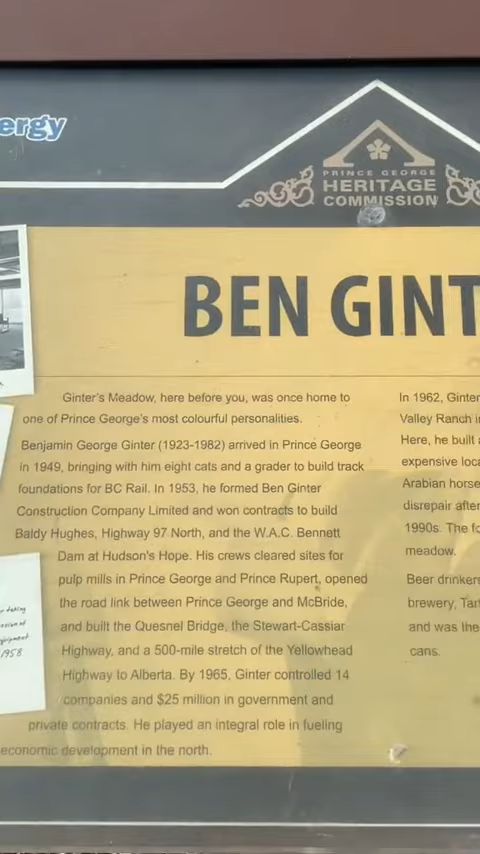 ergy
PRINCE GEORGE
HERITAGE
COMMISSION
BEN GINT
Ginter's Meadow, here before you, was once home to
one of Prince George's most colourful personalities.
Benjamin George Ginter (1923-1982) arrived in Prince George
in 1949, bringing with him eight cats and a grader to build track
foundations for BC Rail. In 1953, he formed Ben Ginter
Construction Company Limited and won contracts to build
Baldy Hughes, Highway 97 North, and the W.A.C. Bennett
Dam at Hudson's Hope. His crews cleared sites for
pulp mills in Prince George and Prince Rupert, opened
the road link between Prince George and McBride,
and built the Quesnel Bridge, the Stewart-Cassiar
Highway, and a 500-mile stretch of the Yellowhead
Highway to Alberta. By 1965, Ginter controlled 14
companies and $25 million in government and
private contracts. He played an integral role in fueling
economic development in the north.
In 1962, Ginter
Valley Ranch i
Here, he built
expensive loca
Arabian horse
disrepair after
1990s. The fo
meadow.
Beer drinkers
brewery, Tar
and was the
cans.
taking
1958